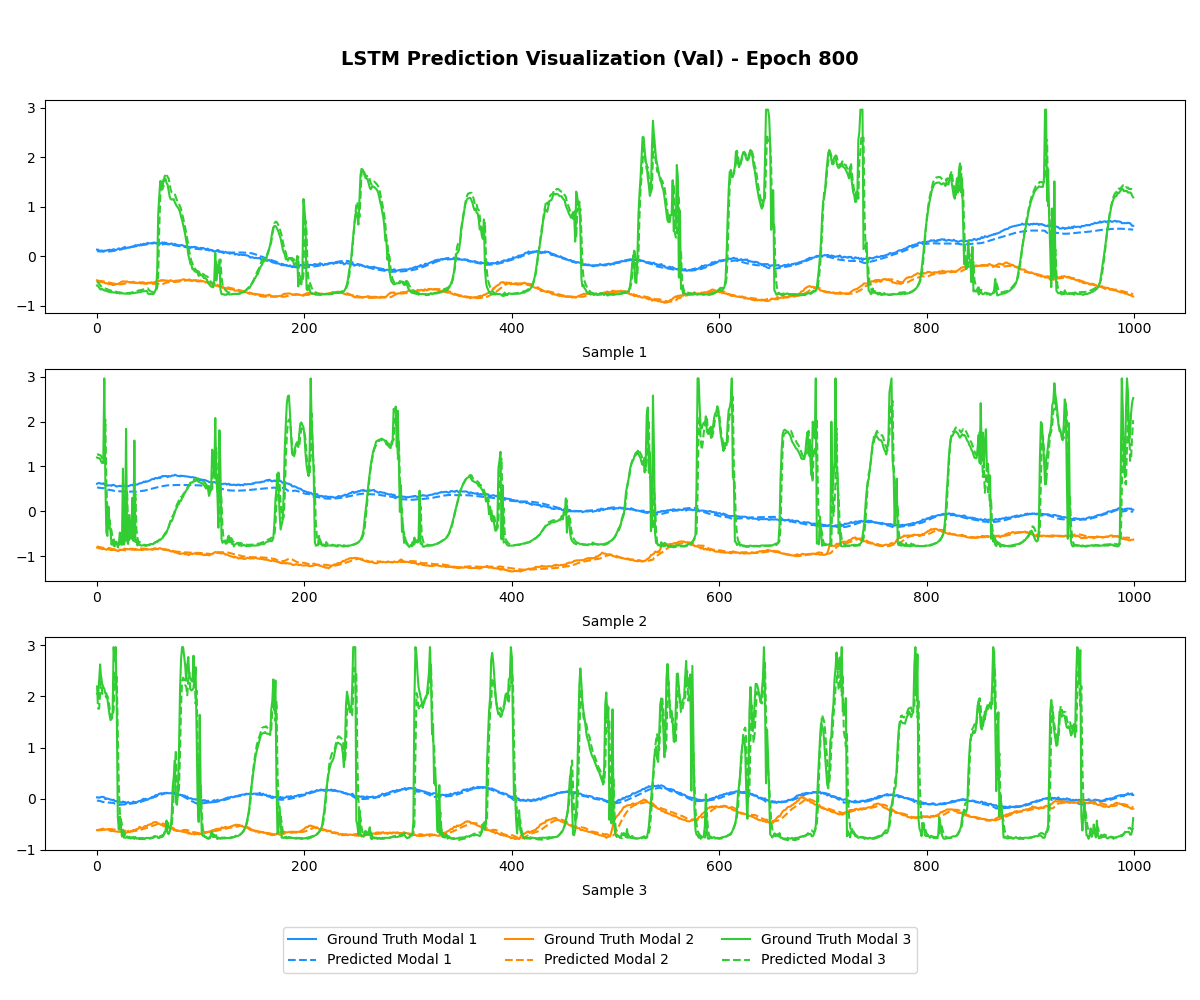 LSTM Prediction Visualization (Val) - Epoch 800
3
2
1
0
−1
0 200 400 600 800 1000
Sample 1
3
2
1
0
−1
0 200 400 600 800 1000
Sample 2
3
2
1
0
−1
0 200 400 600 800 1000
Sample 3
Ground Truth Modal 1 Ground Truth Modal 2 Ground Truth Modal 3
Predicted Modal 1 Predicted Modal 2 Predicted Modal 3